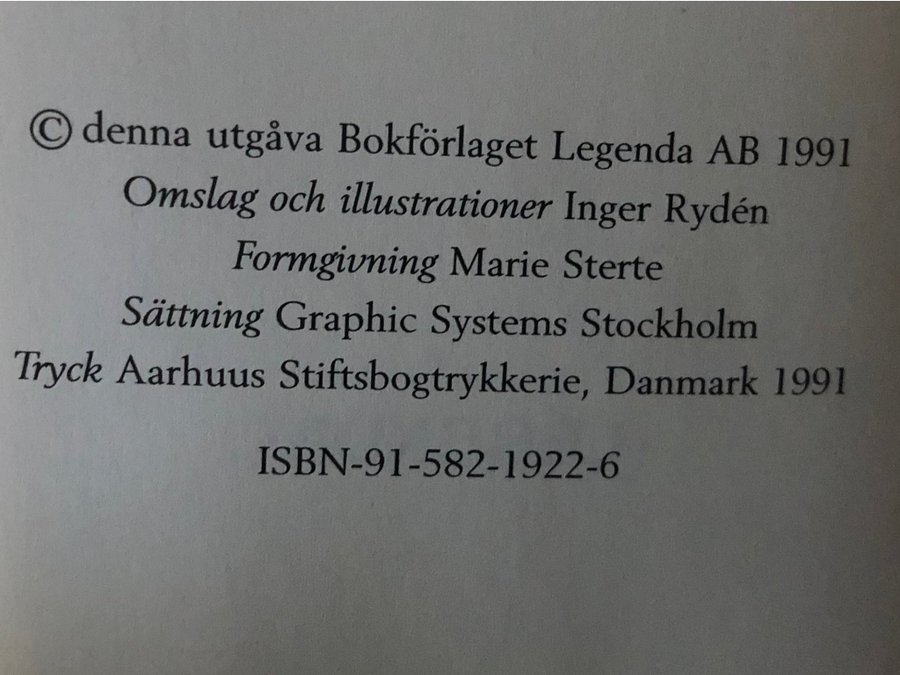 © denna utgåva Bokförlaget Legenda AB 1991
Omslag och illustrationer Inger Rydén
Formgivning Marie Sterte
Sättning Graphic Systems Stockholm
Tryck Aarhuus Stiftsbogtrykkerie, Danmark 1991
ISBN-91-582-1922-6